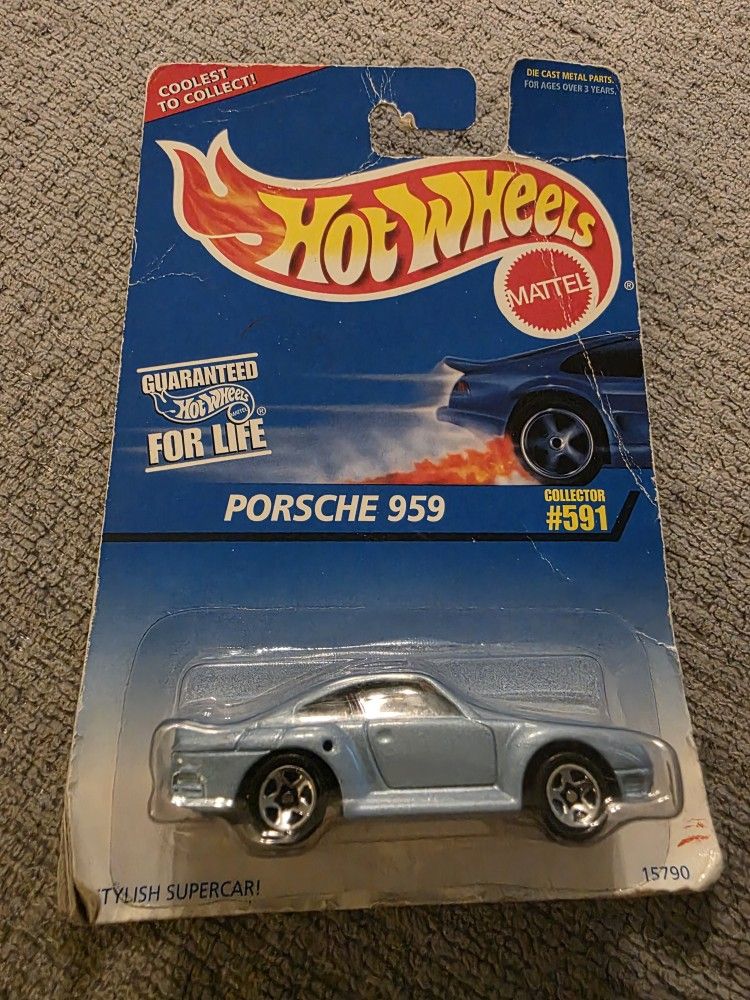 COOLEST
TO COLLECT!
DIE CAST METAL PARTS.
FOR AGES OVER 3 YEARS.
HOT WHEELS
MATTEL
®
GUARANTEED
HOT WHEELS
MATTEL
®
FOR LIFE
PORSCHE 959
COLLECTOR
#591
TYLISH SUPERCAR!
15790